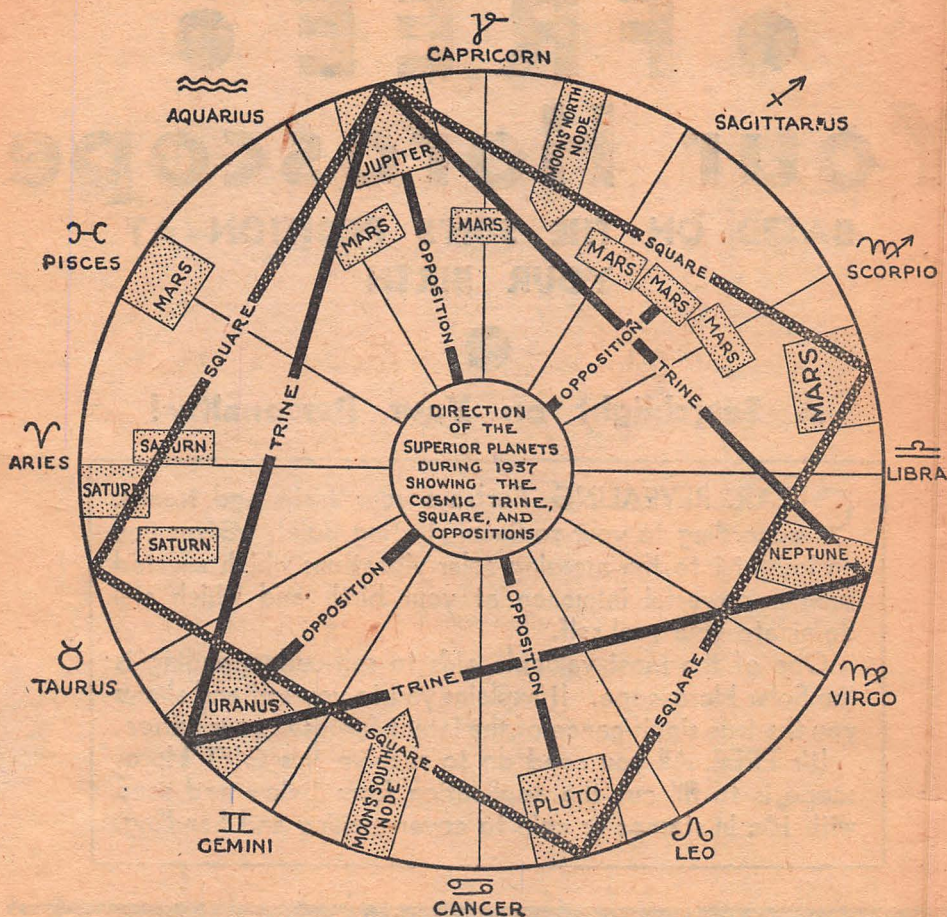 CAPRICORN
AQUARIUS
SAGITTARIUS
JUPITER
MOON'S NORTH
NODE
MARS
MARS
PISCES
MARS
OPPOSITION
MARS
SQUARE
SCORPIO
MARS
MARS
SQUARE
TRINE
OPPOSITION
TRINE
MARS
DIRECTION
OF THE
SUPERIOR PLANETS
DURING 1937
SHOWING THE
COSMIC TRINE,
SQUARE, AND
OPPOSITIONS
ARIES
SATURN
SATURN
SATURN
LIBRA
NEPTUNE
OPPOSITION
OPPOSITION
TAURUS
URANUS
TRINE
SQUARE
VIRGO
SQUARE
MOON'S SOUTH
NODE
PLUTO
GEMINI
LEO
CANCER